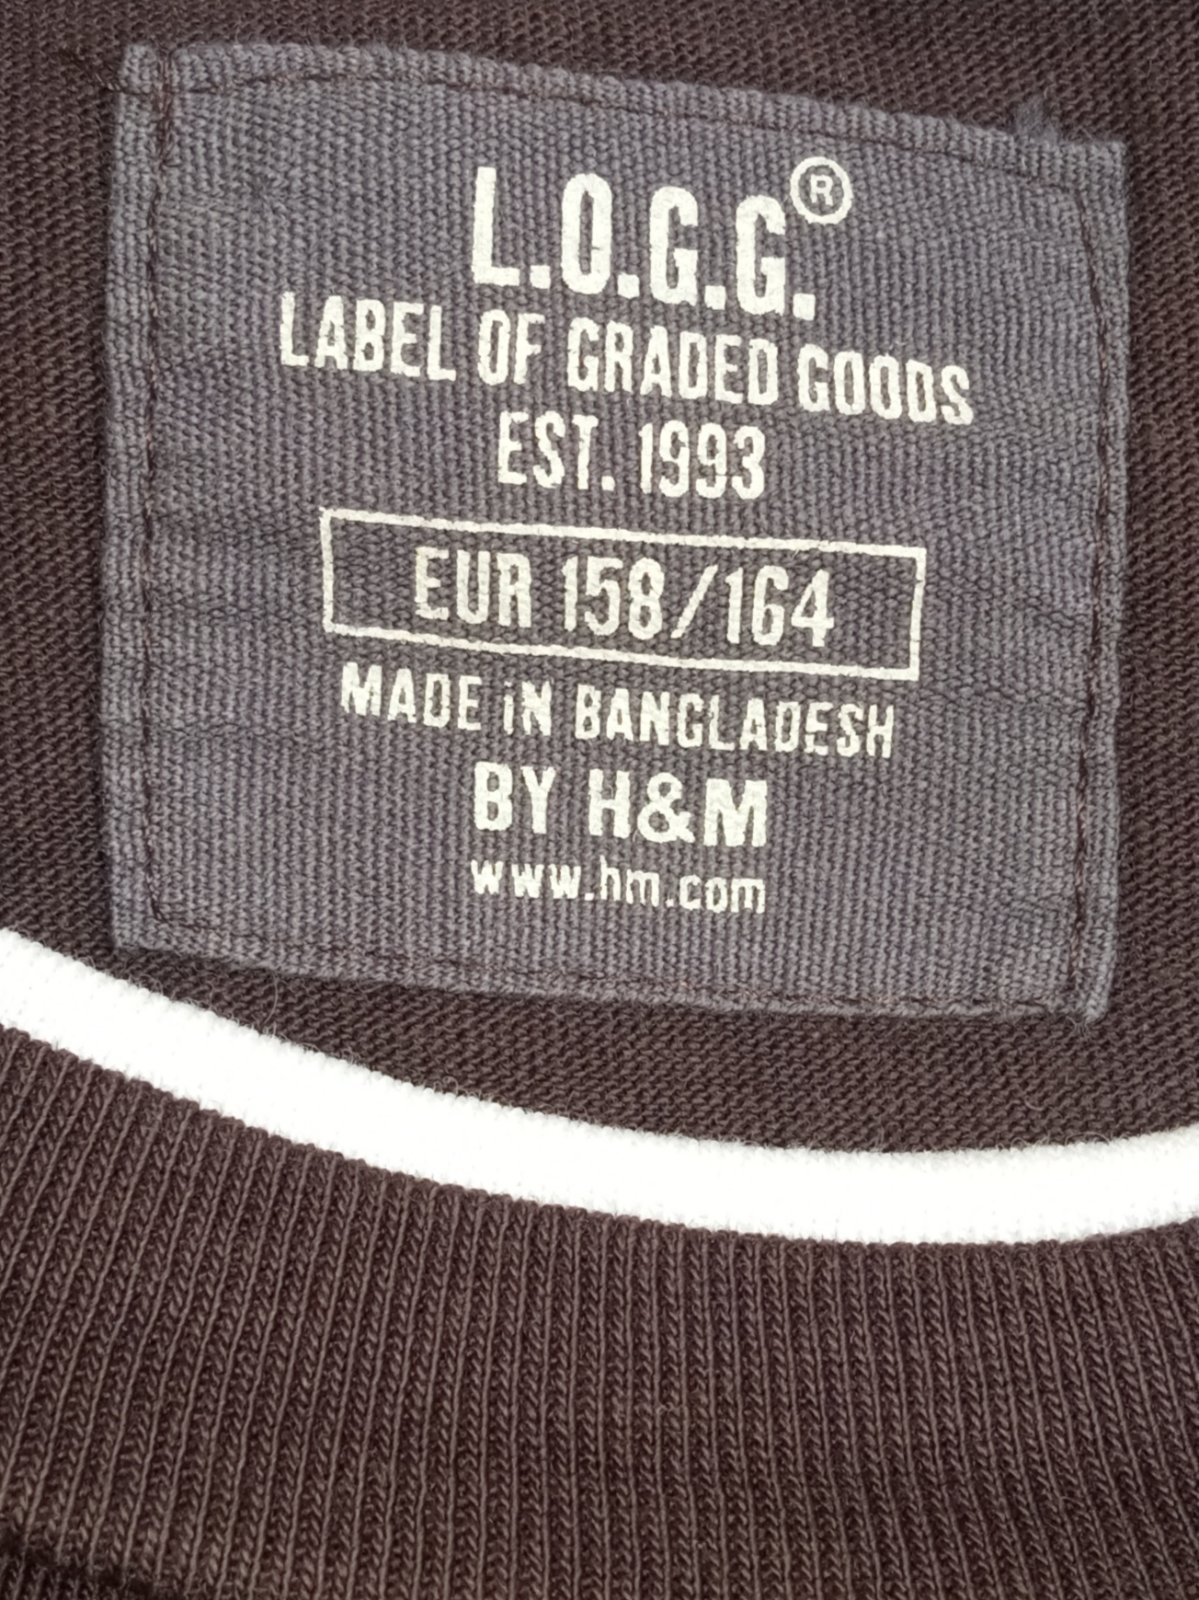 L.O.G.G.®
LABEL OF GRADED GOODS
EST. 1993
EUR 158/164
MADE iN BANGLADESH
BY H&M
www.hm.com